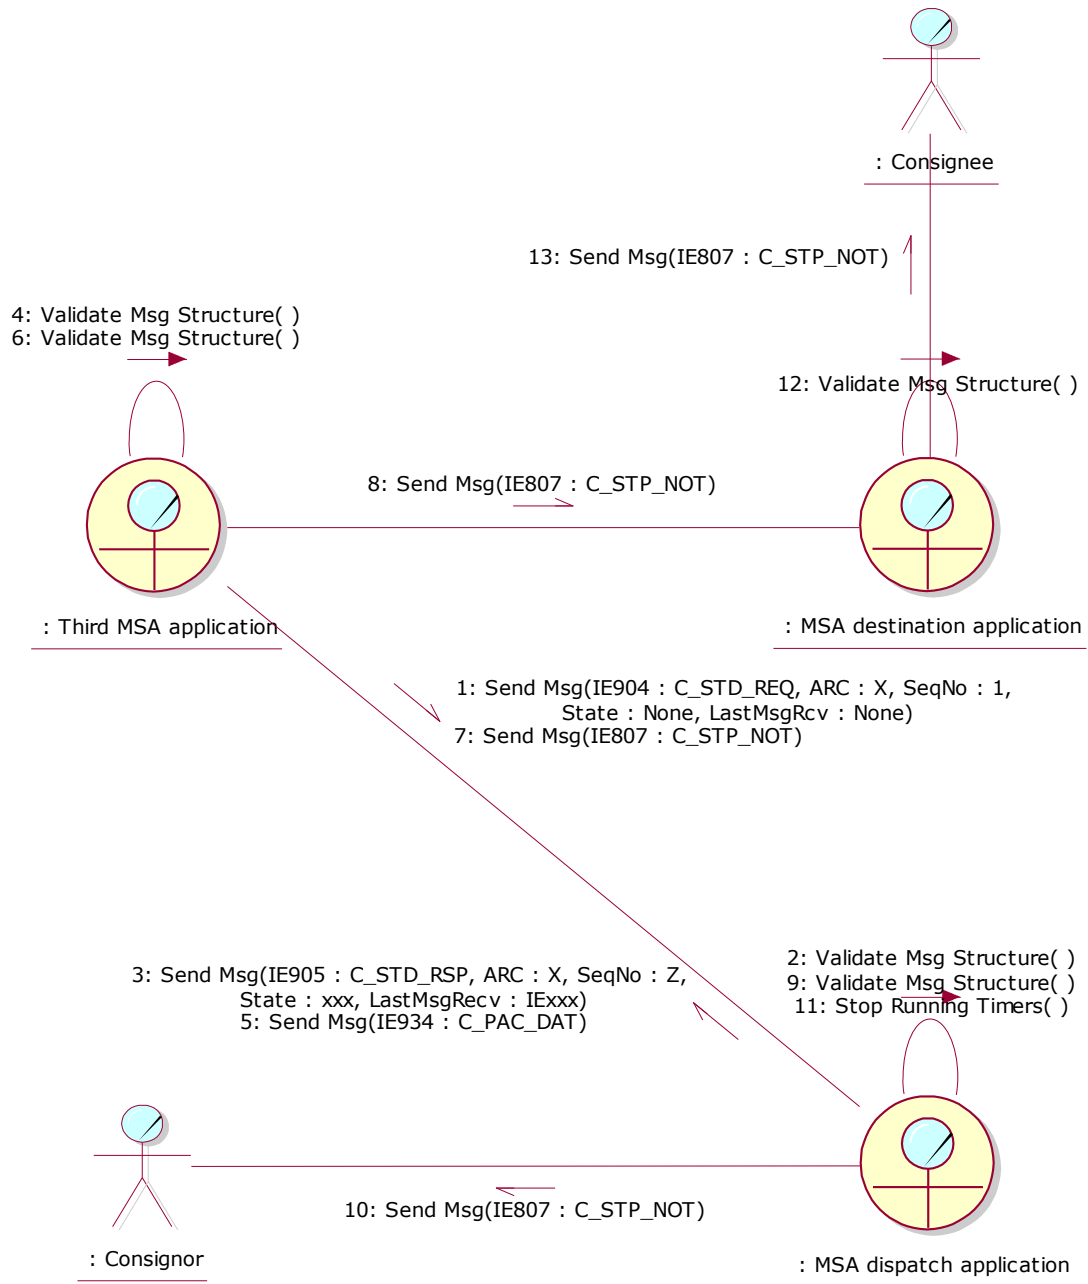 : Consignee
13: Send Msg(IE807 : C_STP_NOT)
4: Validate Msg Structure( )
6: Validate Msg Structure( )
12: Validate Msg Structure( )
8: Send Msg(IE807 : C_STP_NOT)
: Third MSA application
: MSA destination application
1: Send Msg(IE904 : C_STD_REQ, ARC : X, SeqNo : 1,
State : None, LastMsgRcv : None)
7: Send Msg(IE807 : C_STP_NOT)
2: Validate Msg Structure( )
9: Validate Msg Structure( )
11: Stop Running Timers( )
3: Send Msg(IE905 : C_STD_RSP, ARC : X, SeqNo : Z,
State : xxx, LastMsgRecv : IExxx)
5: Send Msg(IE934 : C_PAC_DAT)
10: Send Msg(IE807 : C_STP_NOT)
: Consignor
: MSA dispatch application